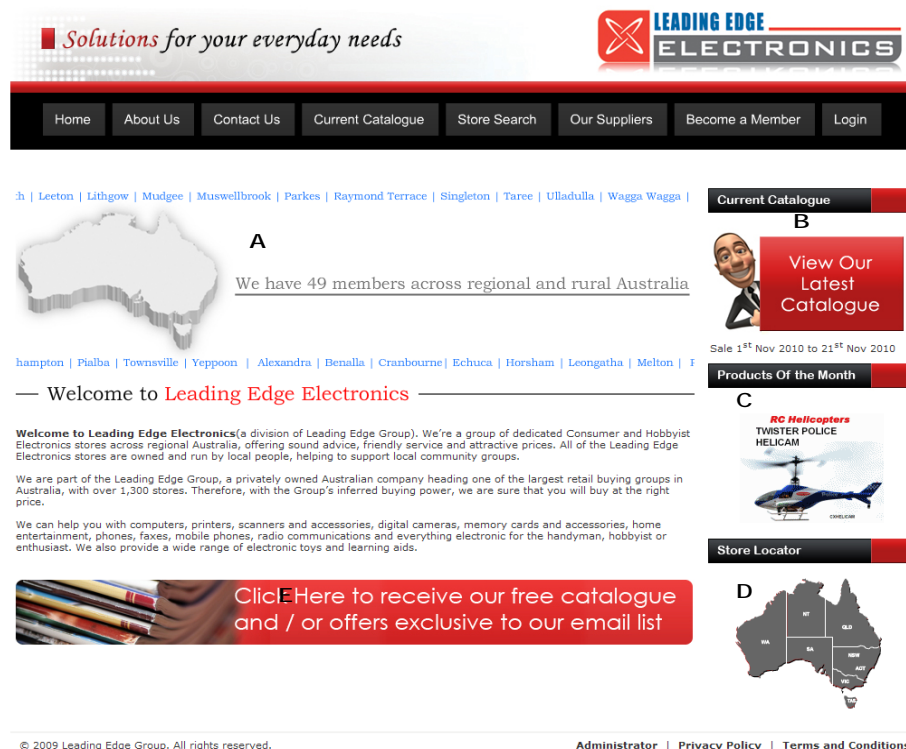 Solutions for your everyday needs
LEADING EDGE
ELECTRONICS
Home About Us Contact Us Current Catalogue Store Search Our Suppliers Become a Member Login
| Leeton | Lithgow | Mudgee | Muswellbrook | Parkes | Raymond Terrace | Singleton | Taree | Ulladulla | Wagga Wagga |
A
We have 49 members across regional and rural Australia
hampton | Pialba | Townsville | Yeppoon | Alexandra | Benalla | Cranbourne | Echuca | Horsham | Leongatha | Melton |
Welcome to Leading Edge Electronics
Welcome to Leading Edge Electronics(a division of Leading Edge Group). We're a group of dedicated Consumer and Hobbyist
Electronics stores across regional Australia, offering sound advice, friendly service and attractive prices. All of the Leading Edge
Electronics stores are owned and run by local people, helping to support local community groups.
We are part of the Leading Edge Group, a privately owned Australian company heading one of the largest retail buying groups in
Australia, with over 1,300 stores. Therefore, with the Group's inferred buying power, we are sure that you will buy at the right
price.
We can help you with computers, printers, scanners and accessories, digital cameras, memory cards and accessories, home
entertainment, phones, faxes, mobile phones, radio communications and everything electronic for the handyman, hobbyist or
enthusiast. We also provide a wide range of electronic toys and learning aids.
E
Click Here to receive our free catalogue
and / or offers exclusive to our email list
Current Catalogue
B
View Our
Latest
Catalogue
Sale 1st Nov 2010 to 21st Nov 2010
Products Of the Month
C
RC Helicopters
TWISTER POLICE
HELICAM
CXHELICAM
Store Locator
D
NT
QLD
WA
SA
NSW
ACT
VIC
TAS
© 2009 Leading Edge Group. All rights reserved.
Administrator | Privacy Policy | Terms and Conditions